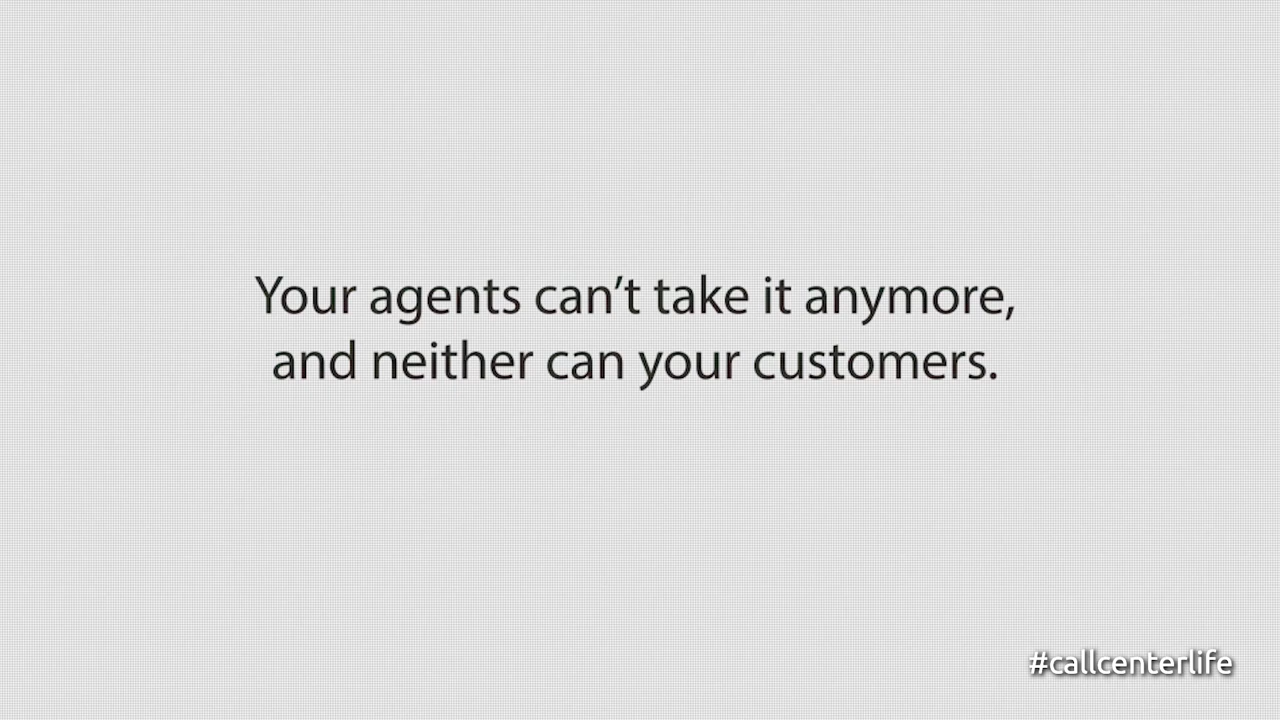 Your agents can’t take it anymore,
and neither can your customers.
#callcenterlife